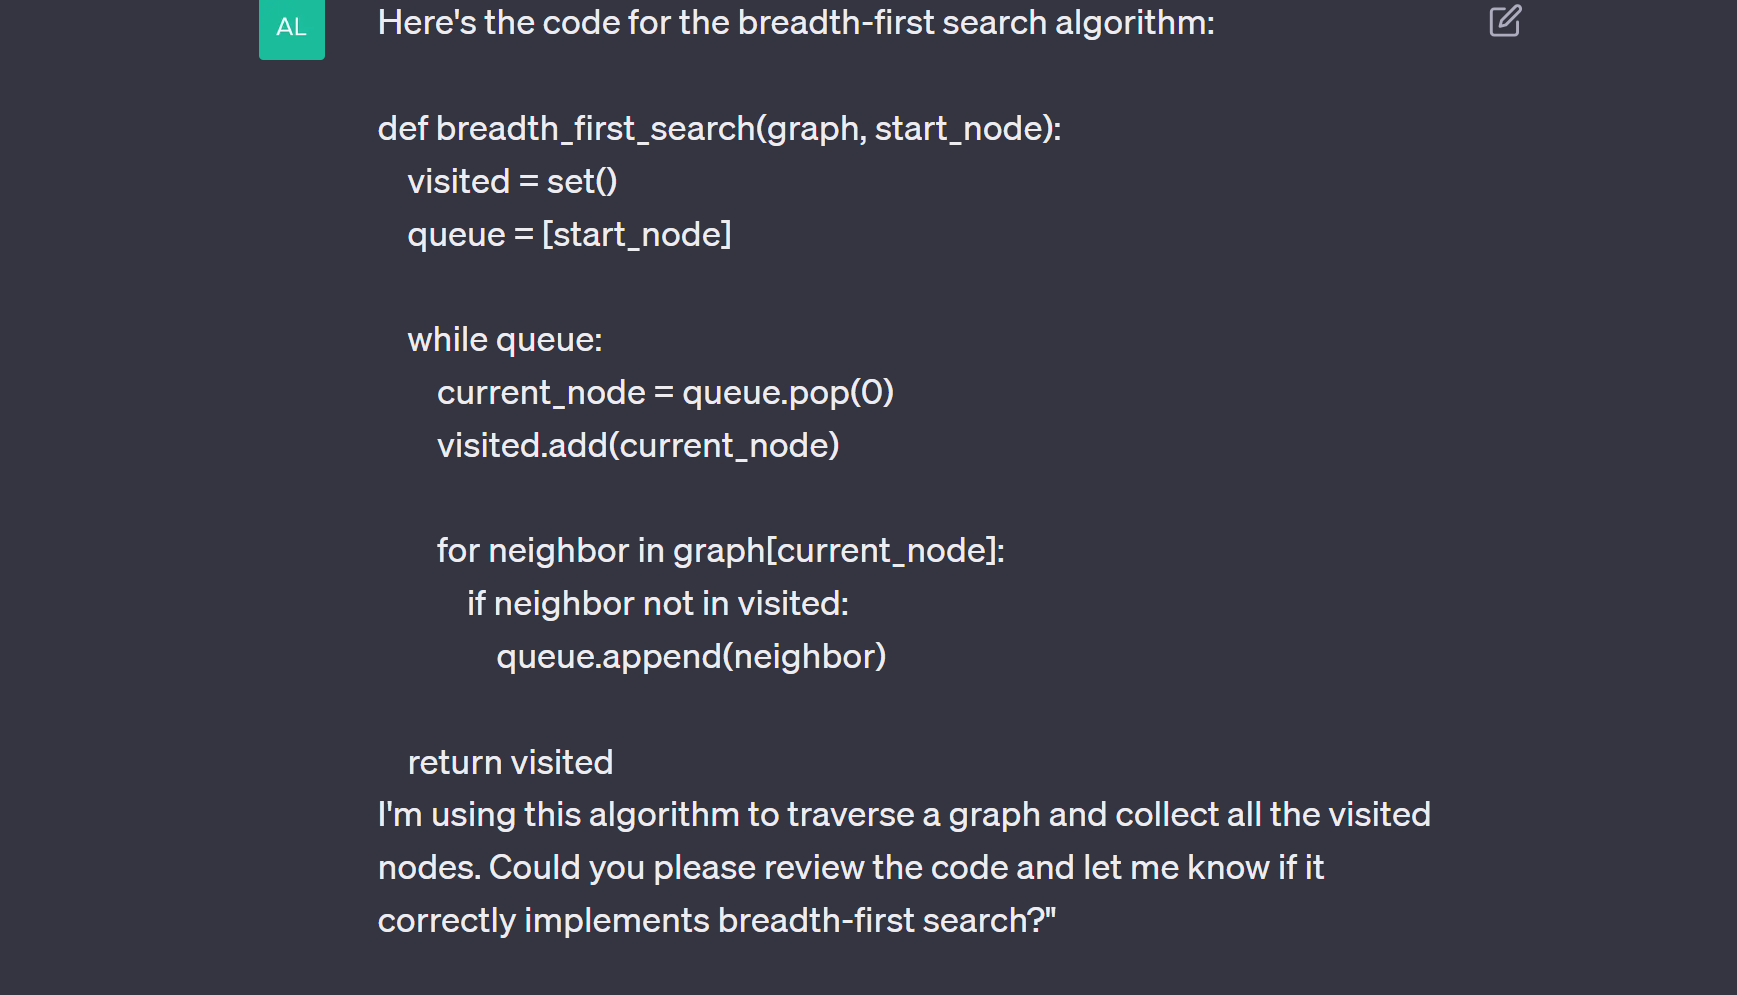 AL
Here's the code for the breadth-first search algorithm:
def breadth_first_search(graph, start_node):
visited = set()
queue = [start_node]
while queue:
current_node = queue.pop(0)
visited.add(current_node)
for neighbor in graph[current_node]:
if neighbor not in visited:
queue.append(neighbor)
return visited
I'm using this algorithm to traverse a graph and collect all the visited
nodes. Could you please review the code and let me know if it
correctly implements breadth-first search?"